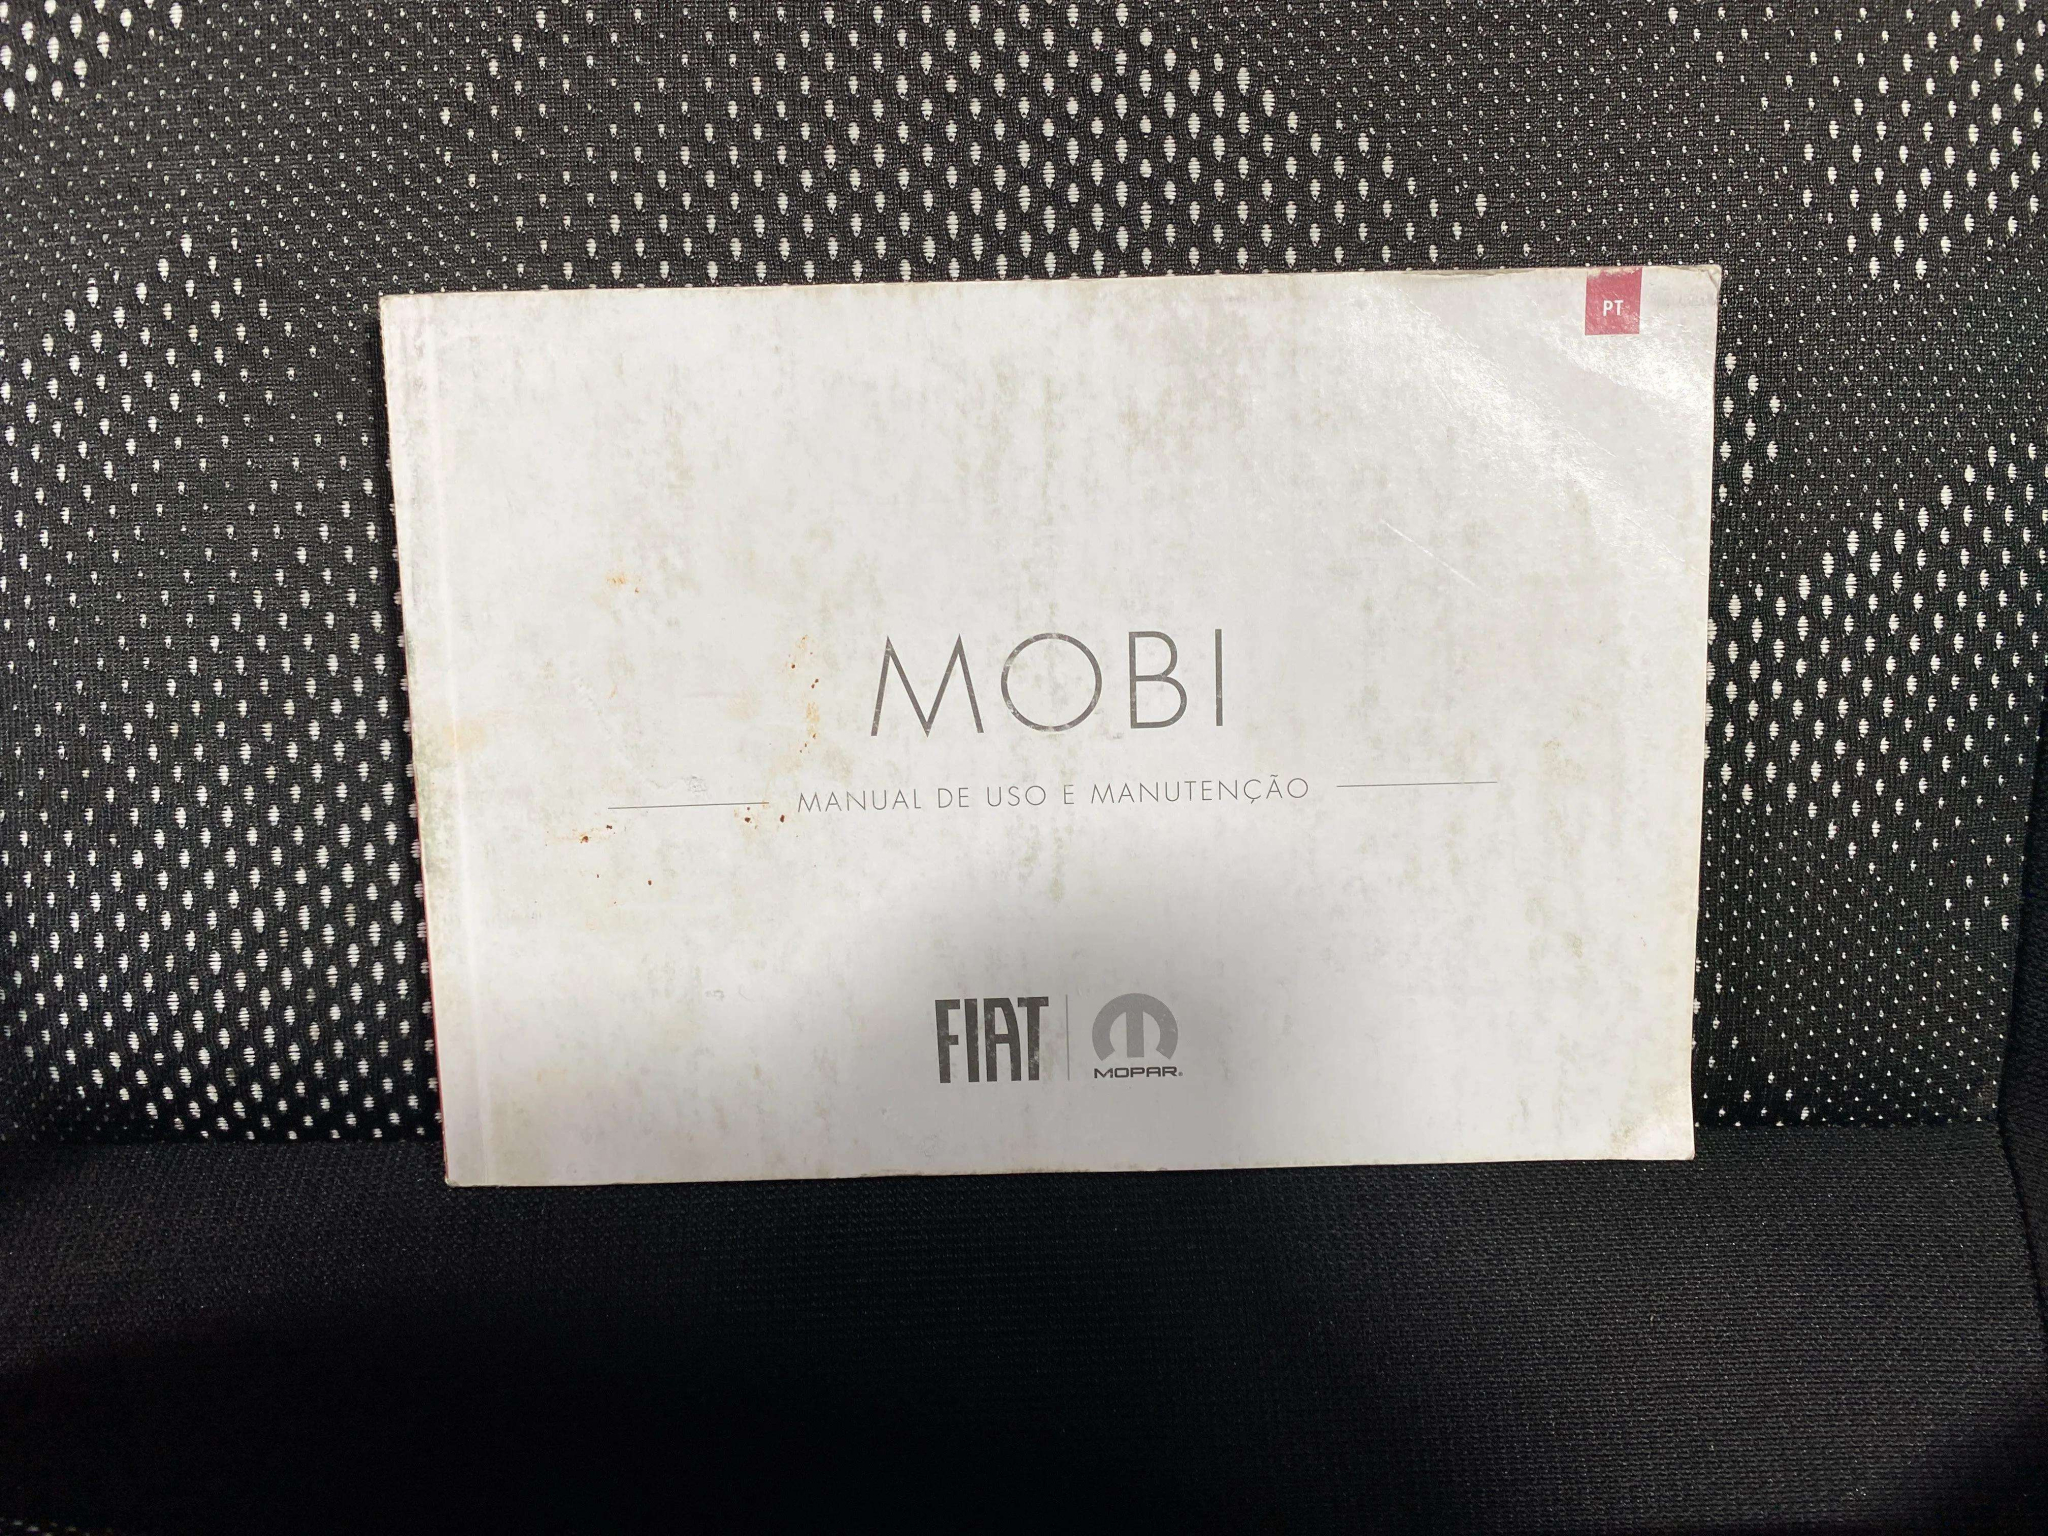 PT
MOBI
MANUAL DE USO E MANUTENÇÃO
FIAT
MOPAR®